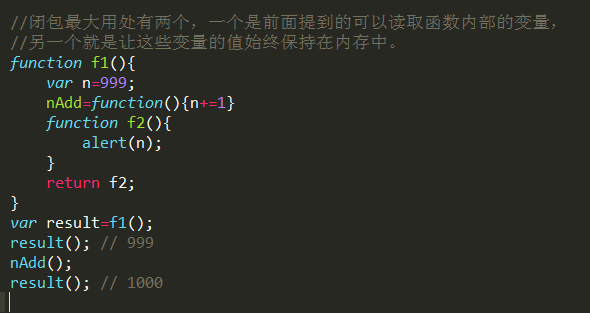 //闭包最大用处有两个，一个是前面提到的可以读取函数内部的变量，
//另一个就是让这些变量的值始终保持在内存中。
function f1(){
    var n=999;
    nAdd=function(){n+=1}
    function f2(){
        alert(n);
    }
    return f2;
}
var result=f1();
result(); // 999
nAdd();
result(); // 1000